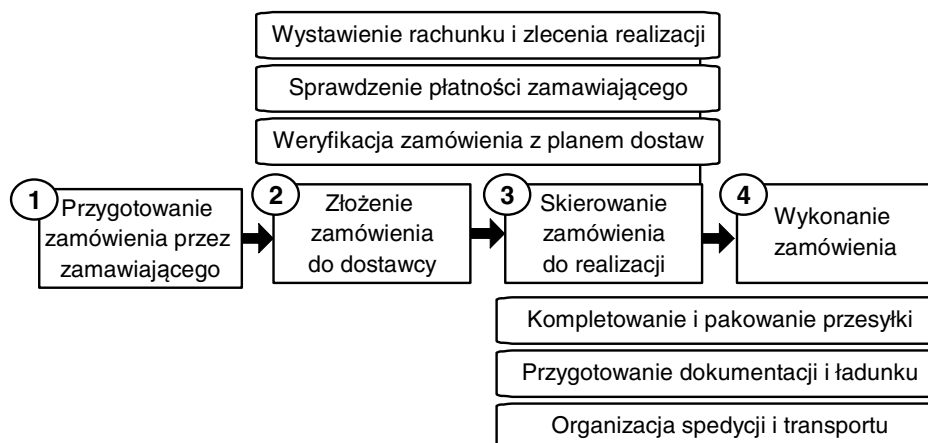 Wystawienie rachunku i zlecenia realizacji
Sprawdzenie płatności zamawiającego
Weryfikacja zamówienia z planem dostaw
1
Przygotowanie
zamówienia przez
zamawiającego
2
Złożenie
zamówienia
do dostawcy
3
Skierowanie
zamówienia
do realizacji
4
Wykonanie
zamówienia
Kompletowanie i pakowanie przesyłki
Przygotowanie dokumentacji i ładunku
Organizacja spedycji i transportu